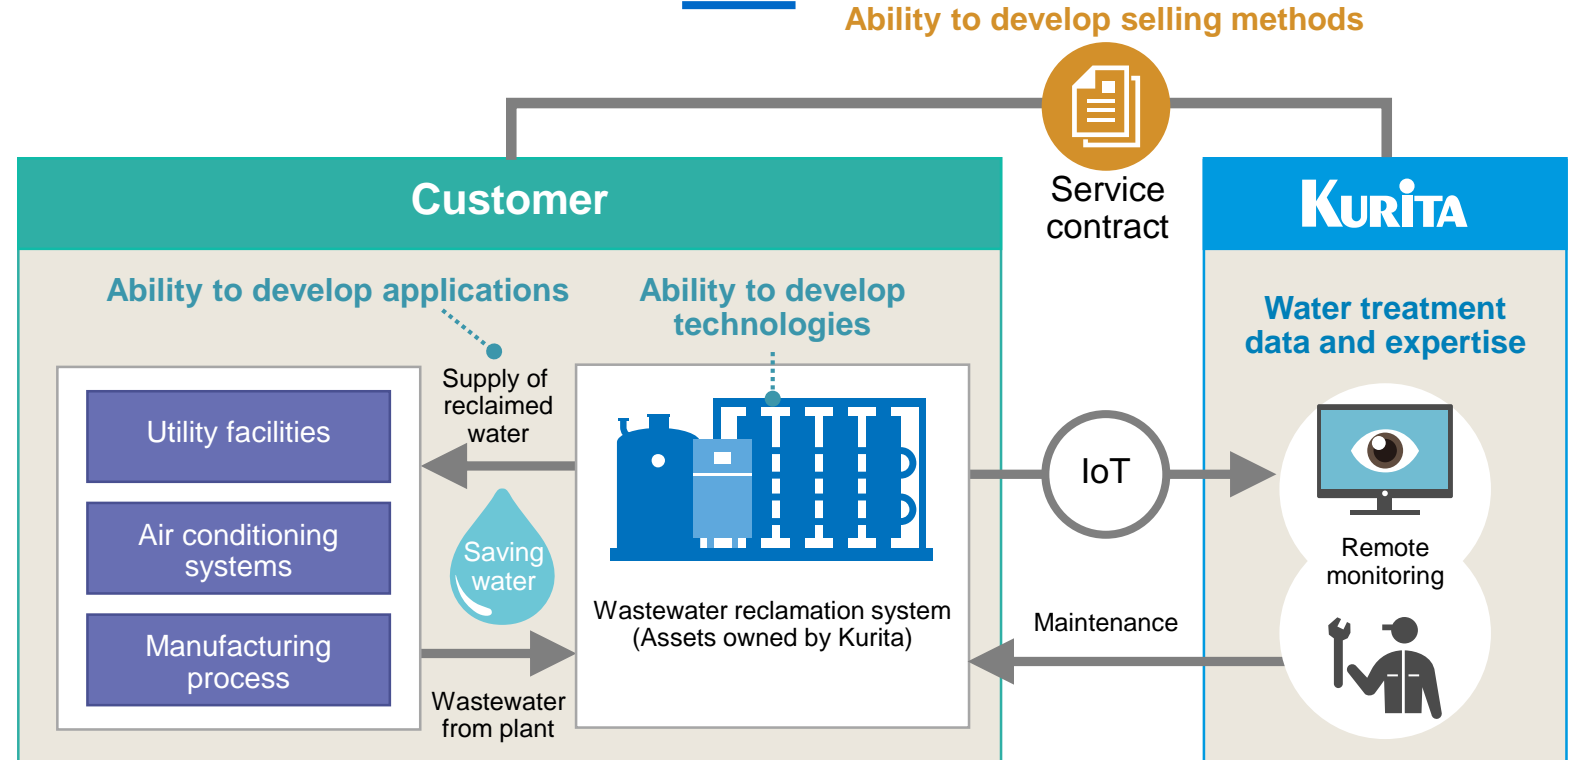 Ability to develop selling methods
Service
contract
Customer
KURITA
Ability to develop applications
Ability to develop
technologies
Water treatment
data and expertise
Supply of
reclaimed
water
Utility facilities
Air conditioning
systems
Manufacturing
process
Saving
water
Wastewater
from plant
Wastewater reclamation system
(Assets owned by Kurita)
IoT
Remote
monitoring
Maintenance